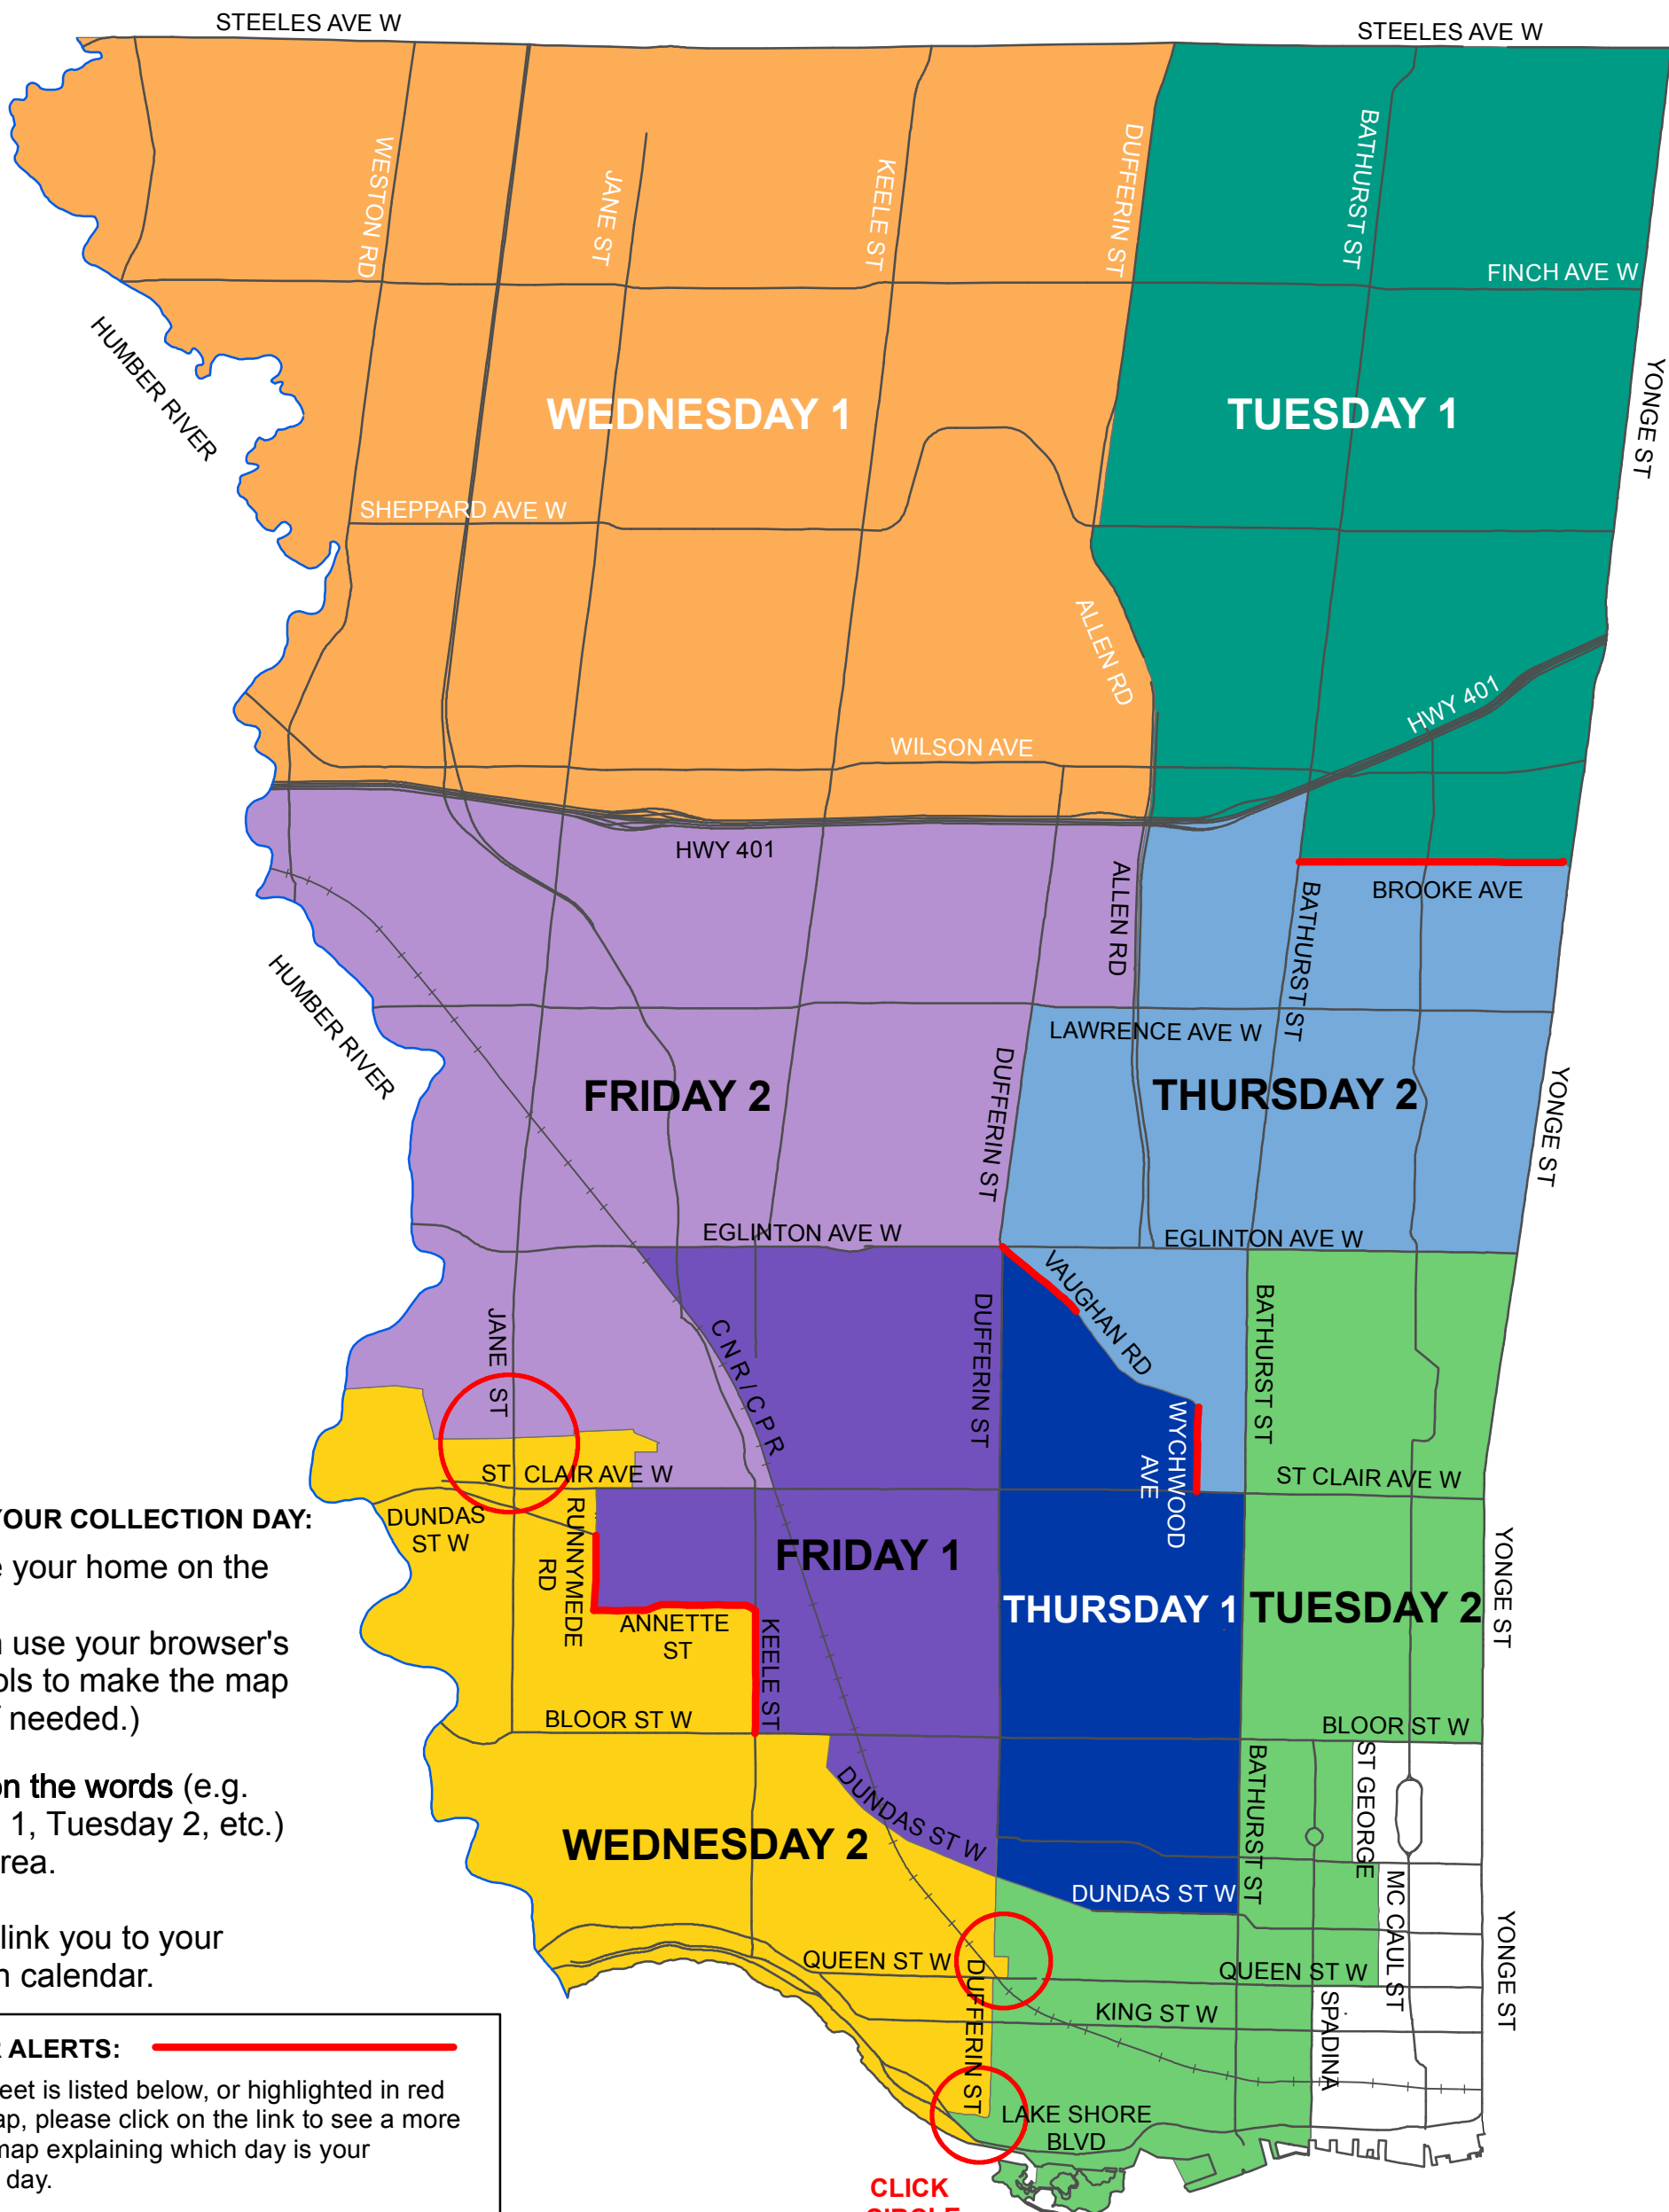 STEELES AVE W
STEELES AVE W
WESTON RD
JANE ST
KEELE ST
DUFFERIN ST
BATHURST ST
FINCH AVE W
HUMBER RIVER
YONGE ST
WEDNESDAY 1
TUESDAY 1
SHEPPARD AVE W
ALLEN RD
HWY 401
WILSON AVE
HWY 401
ALLEN RD
BATHURST ST
BROOKE AVE
HUMBER RIVER
LAWRENCE AVE W
DUFFERIN ST
FRIDAY 2
THURSDAY 2
YONGE ST
EGLINTON AVE W
EGLINTON AVE W
VAUGHAN RD
JANE ST
CNR/CPR
DUFFERIN ST
BATHURST ST
WYCHWOOD
AVE
ST CLAIR AVE W
ST CLAIR AVE W
DUNDAS
ST W
RUNNYMEDE
RD
FRIDAY 1
THURSDAY 1
TUESDAY 2
YONGE ST
ANNETTE
ST
KEELE ST
BLOOR ST W
BLOOR ST W
ST GEORGE
BATHURST ST
DUNDAS ST W
WEDNESDAY 2
DUNDAS ST W
MC CAUL ST
YONGE ST
QUEEN ST W
QUEEN ST W
DUFFERIN ST
KING ST W
SPADINA
LAKE SHORE
BLVD
CLICK
CIRCLE
YOUR COLLECTION DAY:
your home on the
use your browser's
to make the map
needed.)
on the words (e.g.
1, Tuesday 2, etc.)
link you to your
calendar.
ALERTS:
is listed below, or highlighted in red
please click on the link to see a more
map explaining which day is your
day.